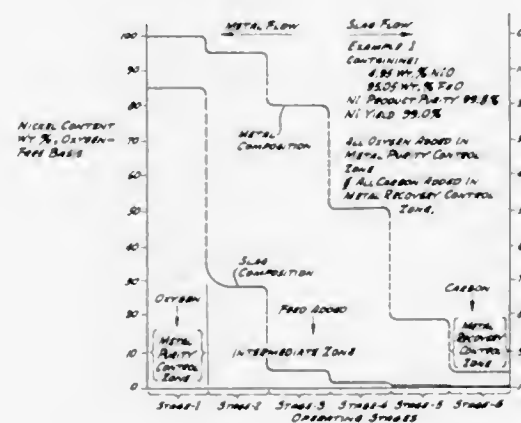 METAL FLOW
SLAG FLOW
EXAMPLE I
CONTAINING:
4.95 WT. % NiO
95.05 WT. % FeO
Ni PRODUCT PURITY 99.8%
Ni YIELD 99.0%
ALL OXYGEN ADDED IN
METAL PURITY CONTROL
ZONE
& ALL CARBON ADDED IN
METAL RECOVERY CONTROL
ZONE.
NICKEL CONTENT
WT %, OXYGEN-
FREE BASIS
100
90
80
70
60
50
40
30
20
10
0
METAL
COMPOSITION
SLAG
COMPOSITION
OXYGEN
METAL
PURITY
CONTROL
ZONE
FEED ADDED
INTERMEDIATE ZONE
CARBON
METAL
RECOVERY
CONTROL
ZONE
STAGE-1
STAGE-2
STAGE-3
STAGE-4
STAGE-5
STAGE-6
OPERATING STAGES